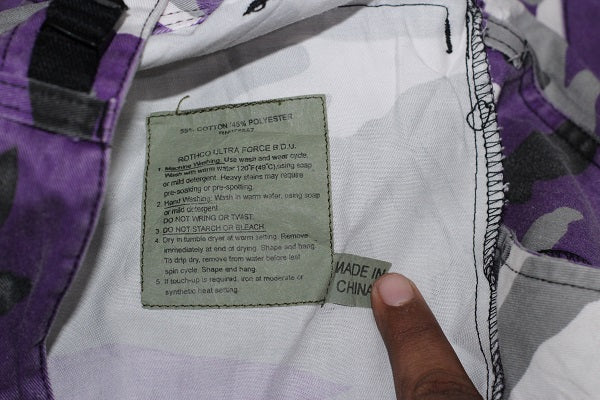 55% COTTON 45% POLYESTER
ROTHCO ULTRA FORCE B.D.U.
1. Machine Washing: Use wash and wear cycle.
Wash with warm water 120°F(49°C), using soap
or mild detergent. Heavy stains may require
pre-soaking or pre-spelling.
2. Hand Washing: Wash in warm water, using soap
or mild detergent.
DO NOT WRING OR TWIST.
3. DO NOT STARCH or BLEACH.
4. Dry in tumble dryer at warm setting. Remove
immediately at end of drying. Shape and hang.
To drip dry, remove from water before leaf
spin cycle. Shape end hang.
5. If touch-up is required, iron at moderate or
synthetic heat setting.
MADE IN
CHINA